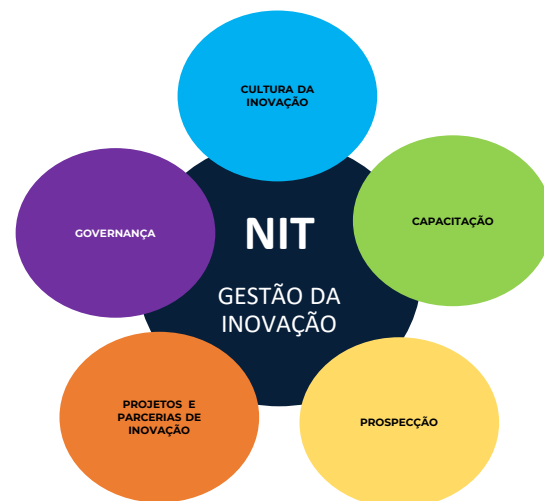 CULTURA DA
INOVAÇÃO
GOVERNANÇA
NIT
GESTÃO DA
INOVAÇÃO
CAPACITAÇÃO
PROJETOS E
PARCERIAS DE
INOVAÇÃO
PROSPECÇÃO